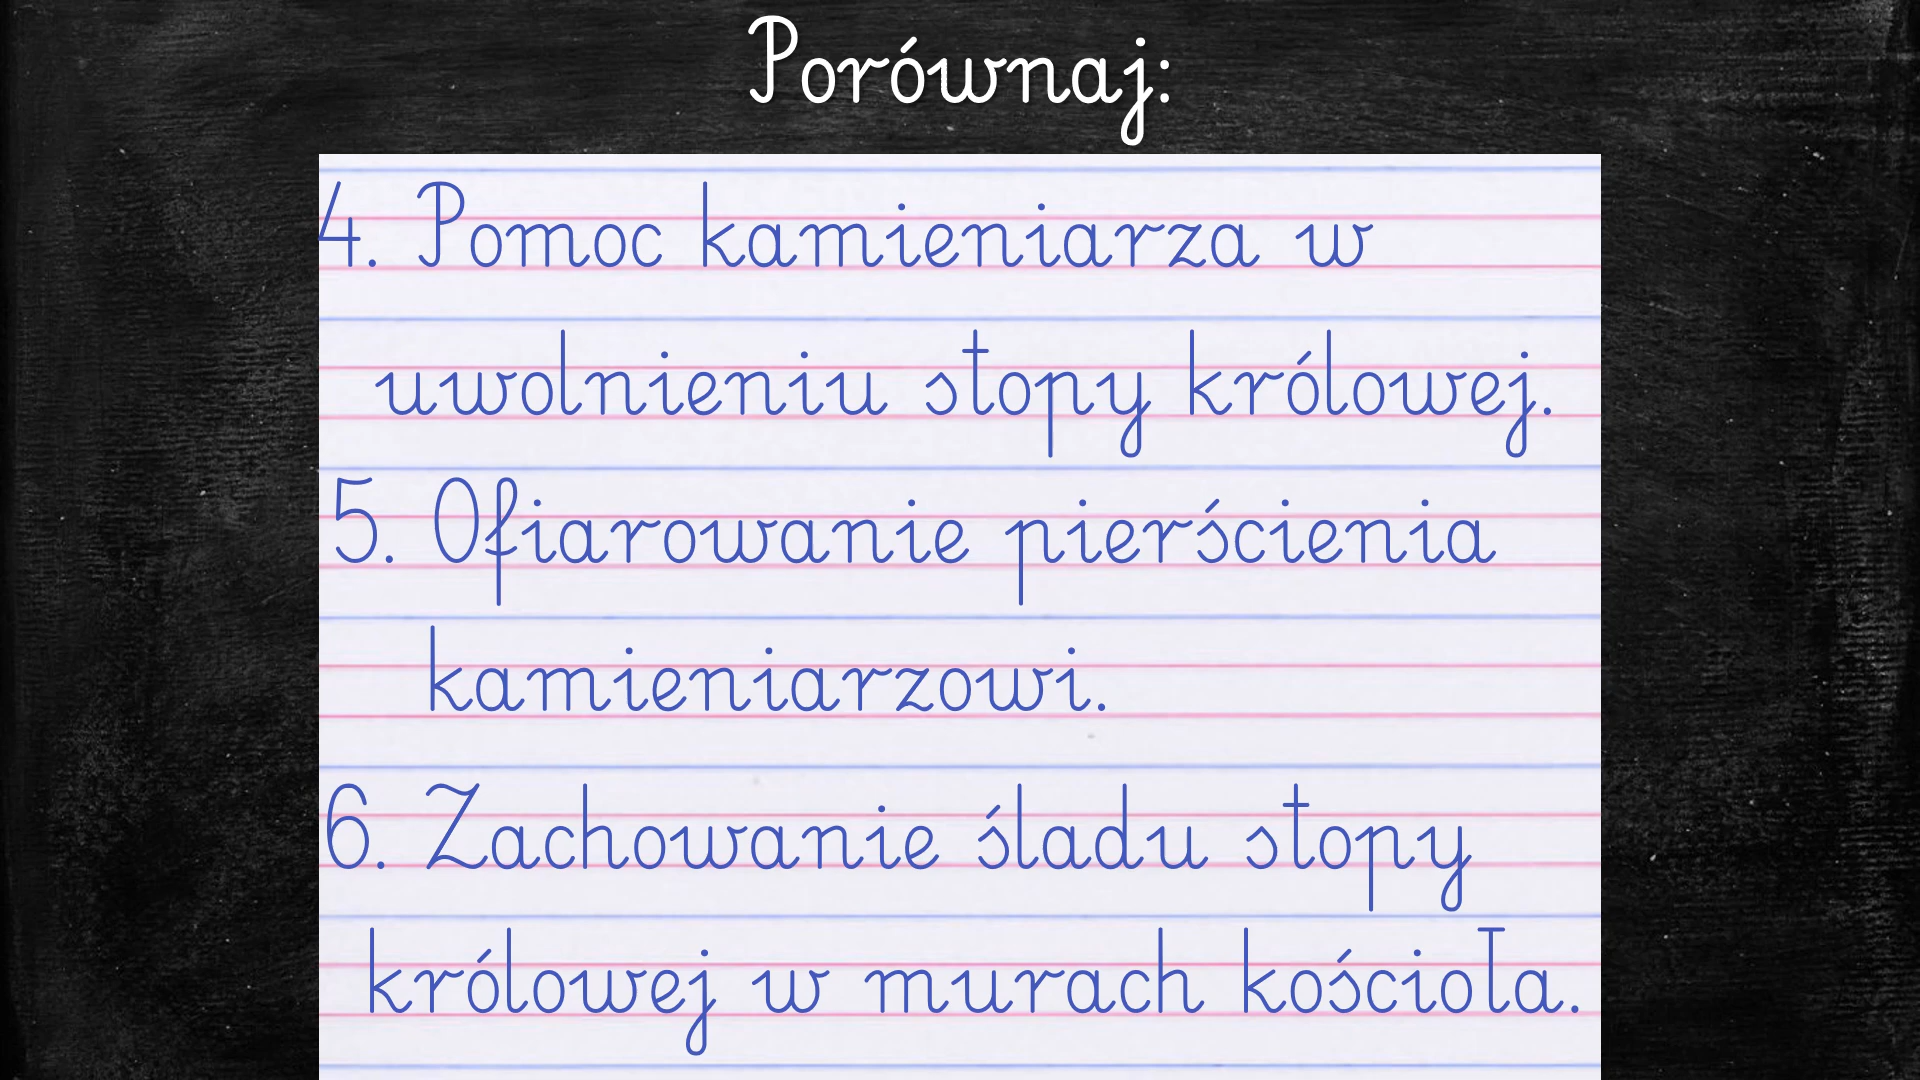 Porównaj:
4. Pomoc kamieniarza w
uwolnieniu stopy królowej.
5. Ofiarowanie pierścienia
kamieniarzowi.
6. Zachowanie śladu stopy
królowej w murach kościoła.